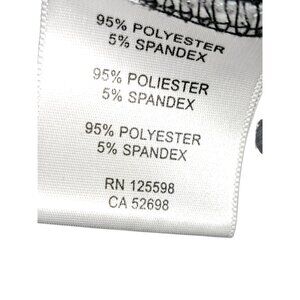 95% POLYESTER
5% SPANDEX
95% POLIESTER
5% SPANDEX
95% POLYESTER
5% SPANDEX
RN 125598
CA 52698